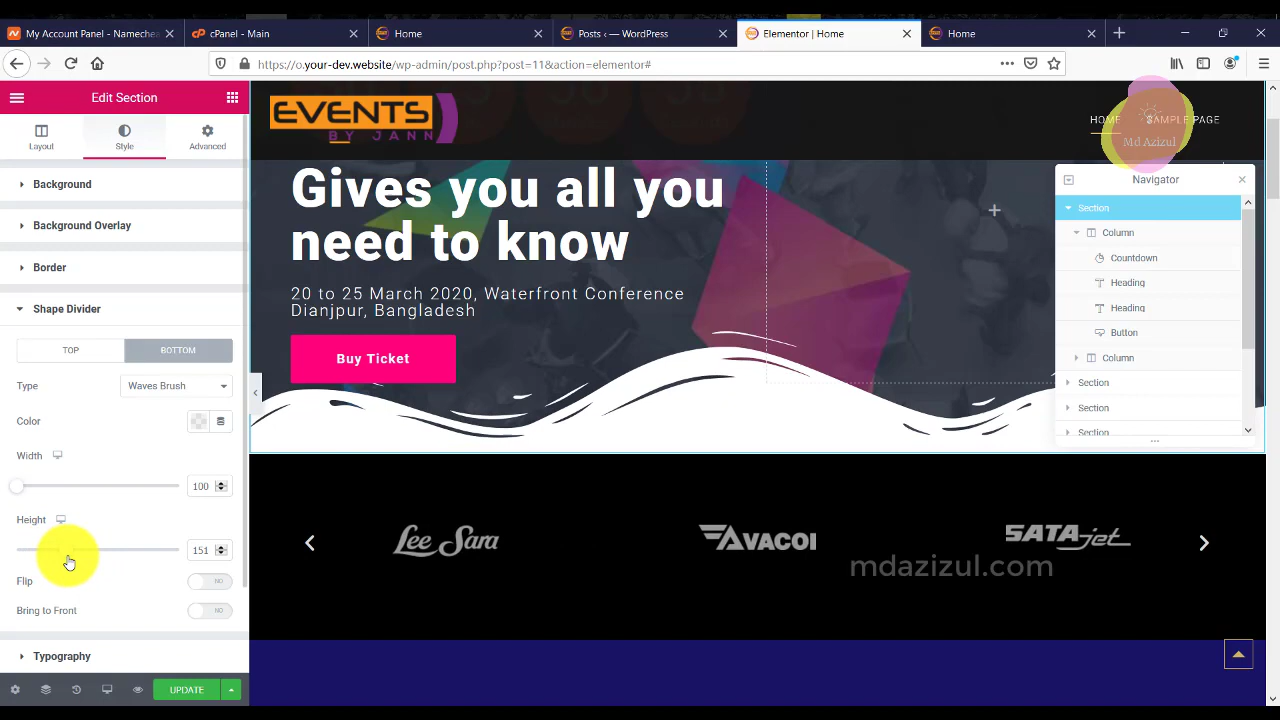 My Account Panel - Namechea
cPanel - Main
Home
Posts ‹— WordPress
Elementor | Home
Home
https://o.your-dev.website/wp-admin/post.php?post=11&action=elementor#
Edit Section
Layout
Style
Advanced
Background
Background Overlay
Border
Shape Divider
TOP
BOTTOM
Type
Waves Brush
Color
Width
100
Height
151
Flip
NO
Bring to Front
NO
Typography
UPDATE
EVENTS
BY JANN
HOME
SAMPLE PAGE
Md Azizul
Gives you all you
need to know
20 to 25 March 2020, Waterfront Conference
Dianjpur, Bangladesh
Buy Ticket
Navigator
Section
Column
Countdown
Heading
Heading
Button
Column
Section
Section
Section
Lee Sara
AVACOI
SATAjet
mdazizul.com